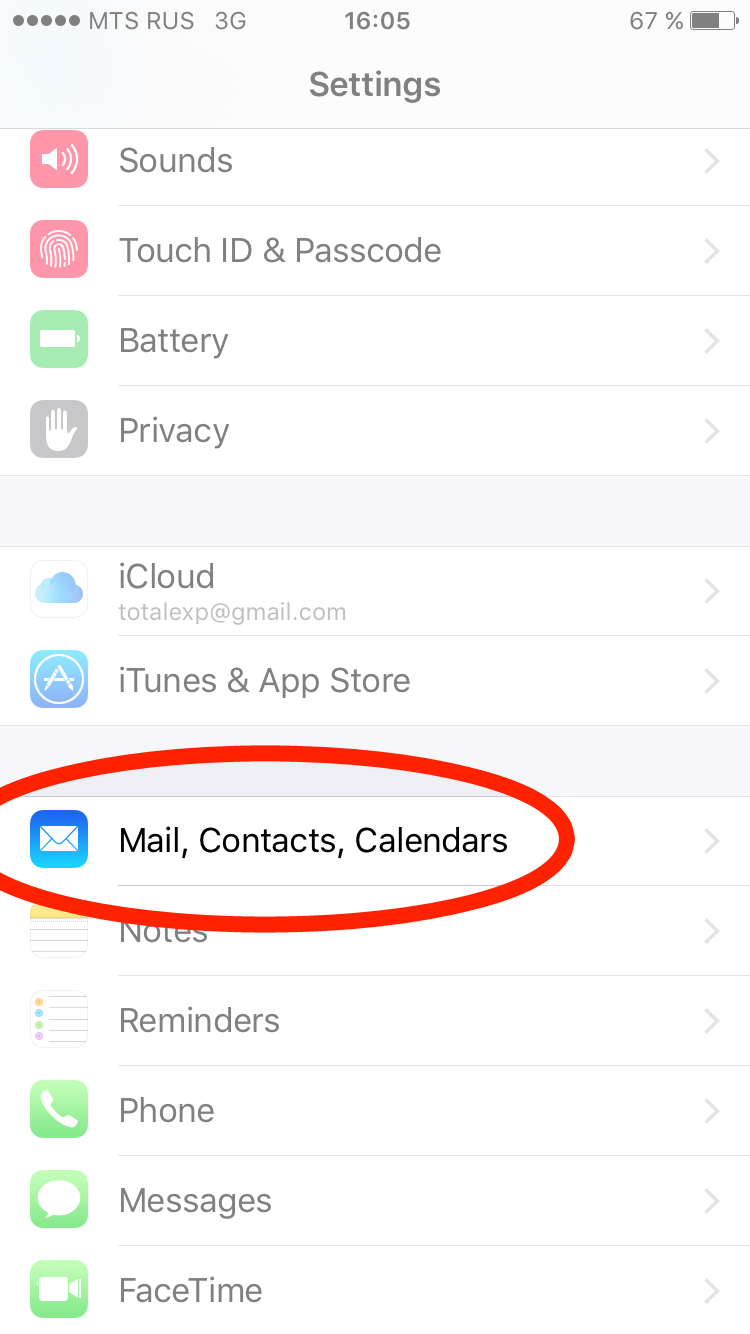 MTS RUS 3G 16:05 67 %
Settings
Sounds
Touch ID & Passcode
Battery
Privacy
iCloud
totalexp@gmail.com
iTunes & App Store
Mail, Contacts, Calendars
Notes
Reminders
Phone
Messages
FaceTime